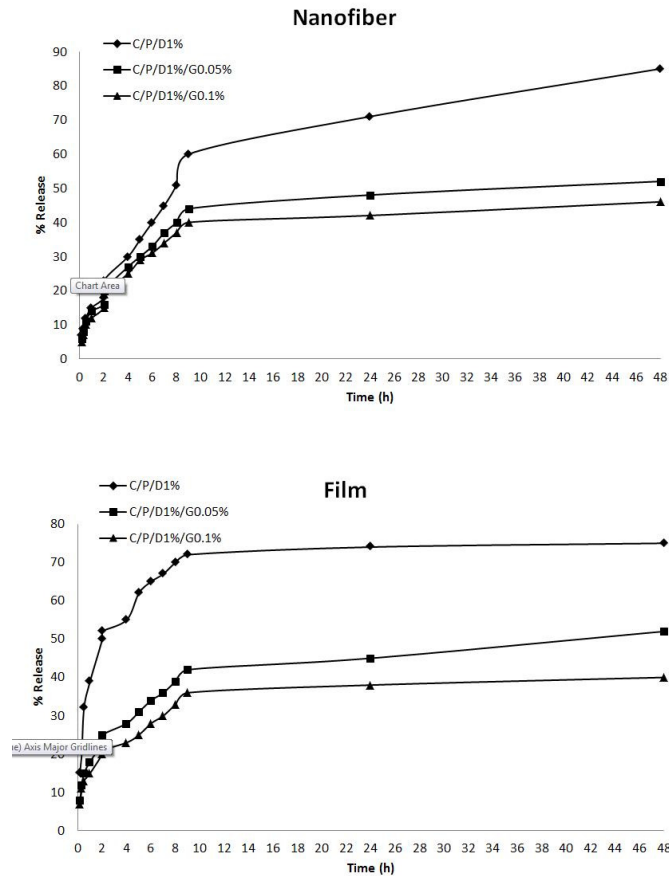 Nanofiber
C/P/D1%
C/P/D1%/G0.05%
C/P/D1%/G0.1%
90
80
70
60
50
40
30
20
10
0
% Release
Chart Area
0 2 4 6 8 10 12 14 16 18 20 22 24 26 28 30 32 34 36 38 40 42 44 46 48
Time (h)
Film
C/P/D1%
C/P/D1%/G0.05%
C/P/D1%/G0.1%
80
70
60
50
40
30
20
10
0
% Release
ue) Axis Major Gridlines
0 2 4 6 8 10 12 14 16 18 20 22 24 26 28 30 32 34 36 38 40 42 44 46 48
Time (h)